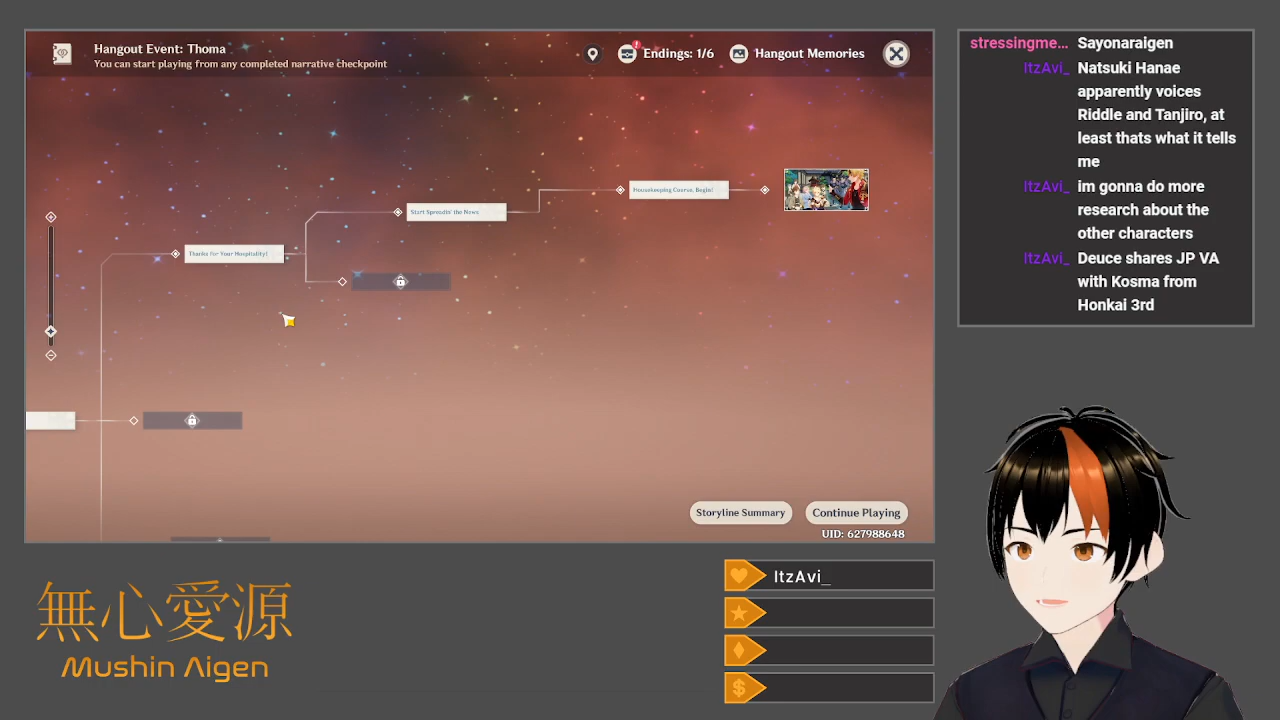 Hangout Event: Thoma
You can start playing from any completed narrative checkpoint
Endings: 1/6
Hangout Memories
Housekeeping Course, Begin!
Start Spreadin' the News
Thanks for Your Hospitality!
Storyline Summary
Continue Playing
UID: 627988648
stressingme... Sayonaraigen
ItzAvi_ Natsuki Hanae
apparently voices
Riddle and Tanjiro, at
least thats what it tells
me
ItzAvi_ im gonna do more
research about the
other characters
ItzAvi_ Deuce shares JP VA
with Kosma from
Honkai 3rd
無心愛源
Mushin Aigen
ItzAvi_
$